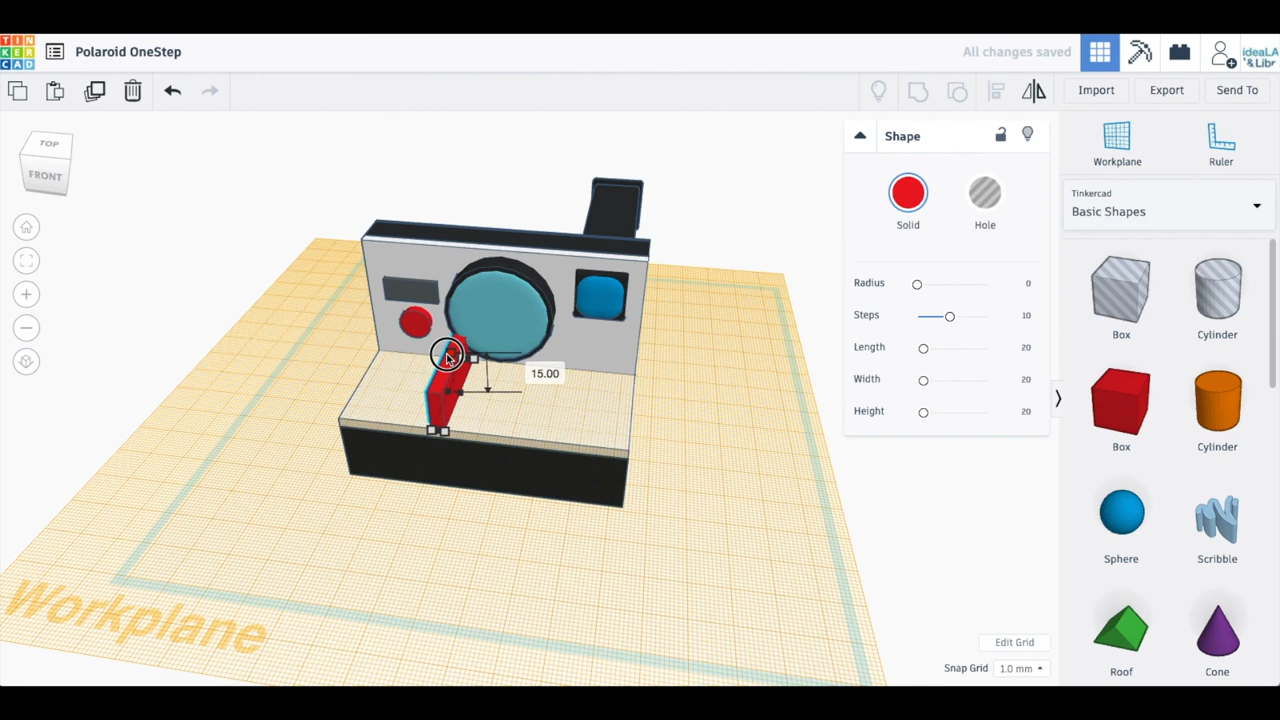 TIN
KER
CAD
Polaroid OneStep
All changes saved
ideaLA
&Libr
Import
Export
Send To
TOP
FRONT
Shape
Solid
Hole
Radius 0
Steps 10
Length 20
Width 20
Height 20
15.00
Workplane
Workplane
Ruler
Tinkercad
Basic Shapes
Box
Cylinder
Box
Cylinder
Sphere
Scribble
Roof
Cone
Edit Grid
Snap Grid 1.0 mm